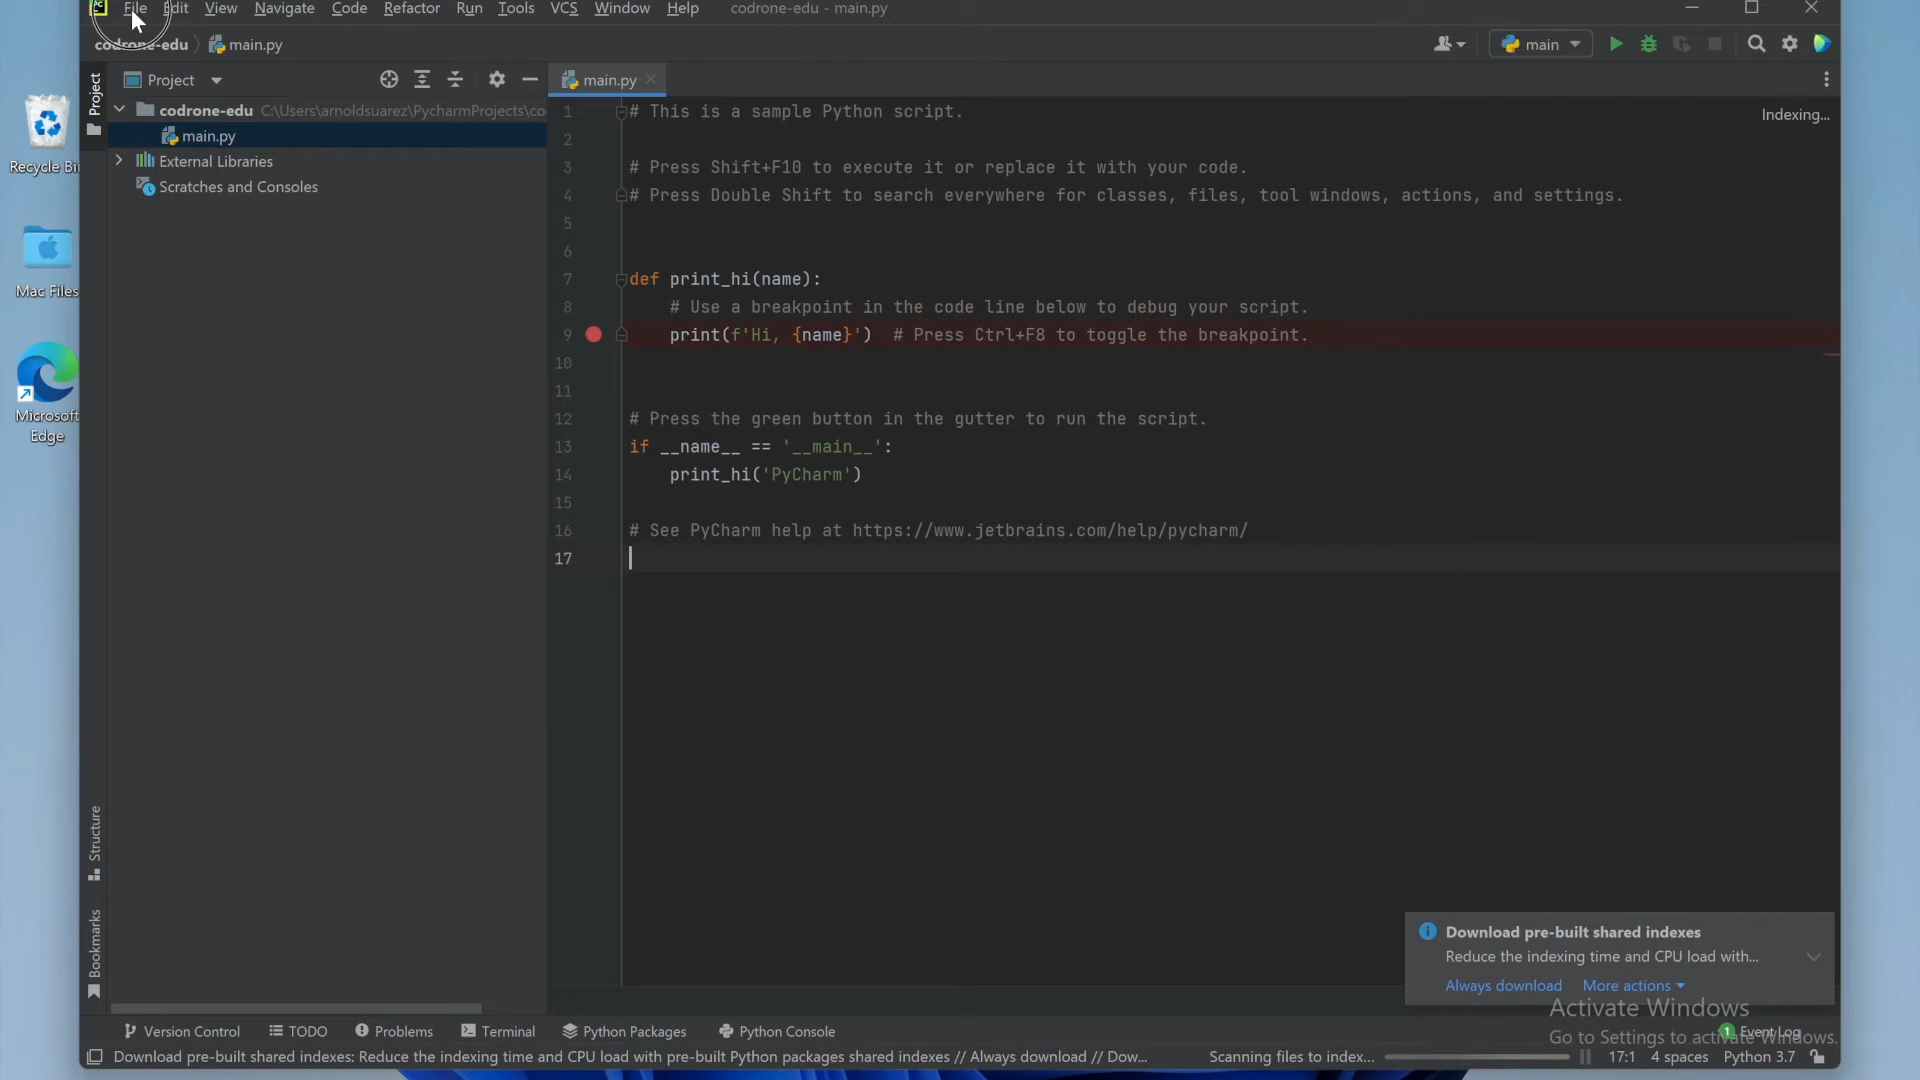 File Edit View Navigate Code Refactor Run Tools VCS Window Help codrone-edu - main.py
codrone-edu main.py
main
Project
main.py
Project
codrone-edu C:\Users\arnoldsuarez\PycharmProjects\co
main.py
External Libraries
Scratches and Consoles
Recycle Bin
Mac Files
Microsoft
Edge
Indexing...
1 # This is a sample Python script.
2
3 # Press Shift+F10 to execute it or replace it with your code.
4 # Press Double Shift to search everywhere for classes, files, tool windows, actions, and settings.
5
6
7 def print_hi(name):
8     # Use a breakpoint in the code line below to debug your script.
9     print(f'Hi, {name}')  # Press Ctrl+F8 to toggle the breakpoint.
10
11
12 # Press the green button in the gutter to run the script.
13 if __name__ == '__main__':
14     print_hi('PyCharm')
15
16 # See PyCharm help at https://www.jetbrains.com/help/pycharm/
17
Structure
Bookmarks
Download pre-built shared indexes
Reduce the indexing time and CPU load with...
Always download More actions
Activate Windows
Go to Settings to activate Windows.
Version Control TODO Problems Terminal Python Packages Python Console 1 Event Log
Download pre-built shared indexes: Reduce the indexing time and CPU load with pre-built Python packages shared indexes // Always download // Dow... Scanning files to index... 17:1 4 spaces Python 3.7